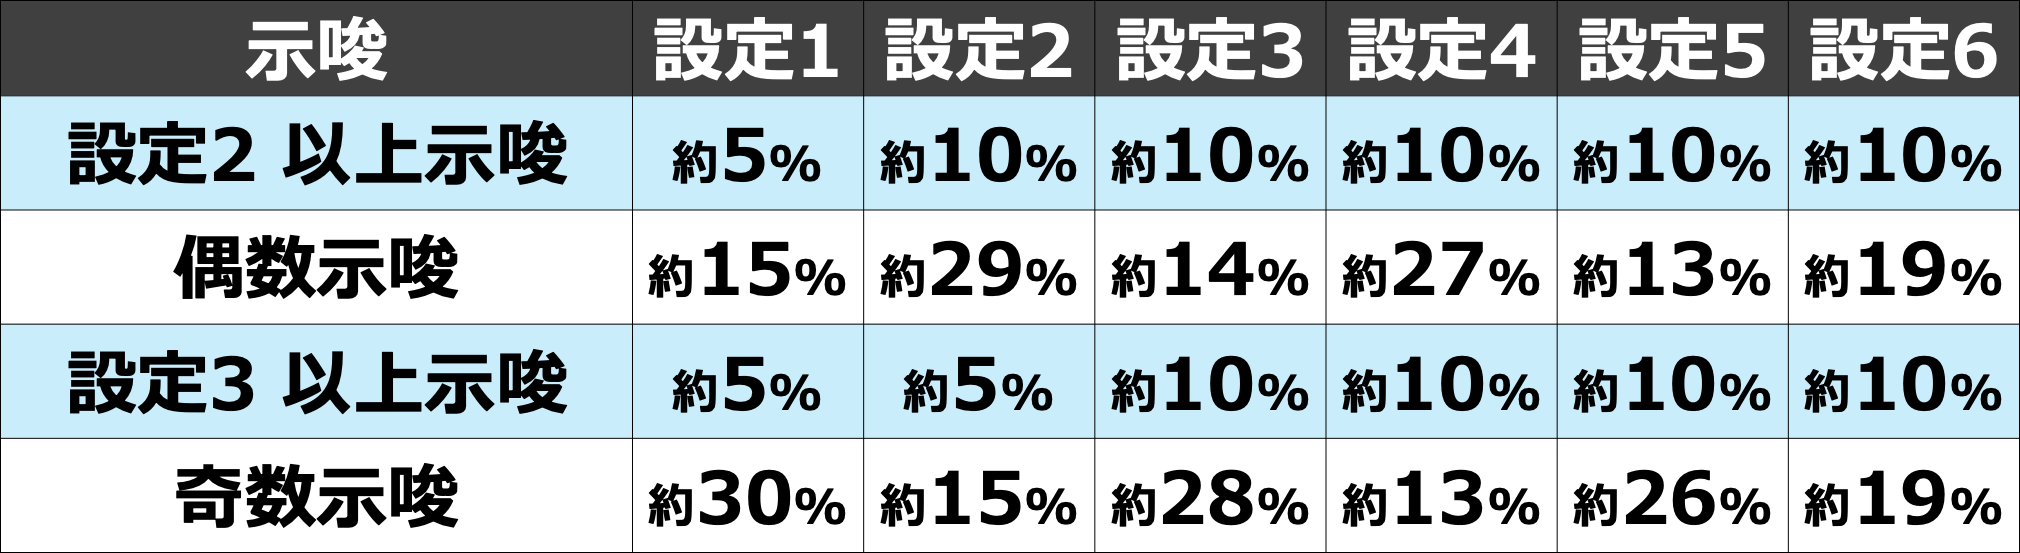 示唆 設定1 設定2 設定3 設定4 設定5 設定6
設定2 以上示唆 約5% 約10% 約10% 約10% 約10% 約10%
偶数示唆 約15% 約29% 約14% 約27% 約13% 約19%
設定3 以上示唆 約5% 約5% 約10% 約10% 約10% 約10%
奇数示唆 約30% 約15% 約28% 約13% 約26% 約19%